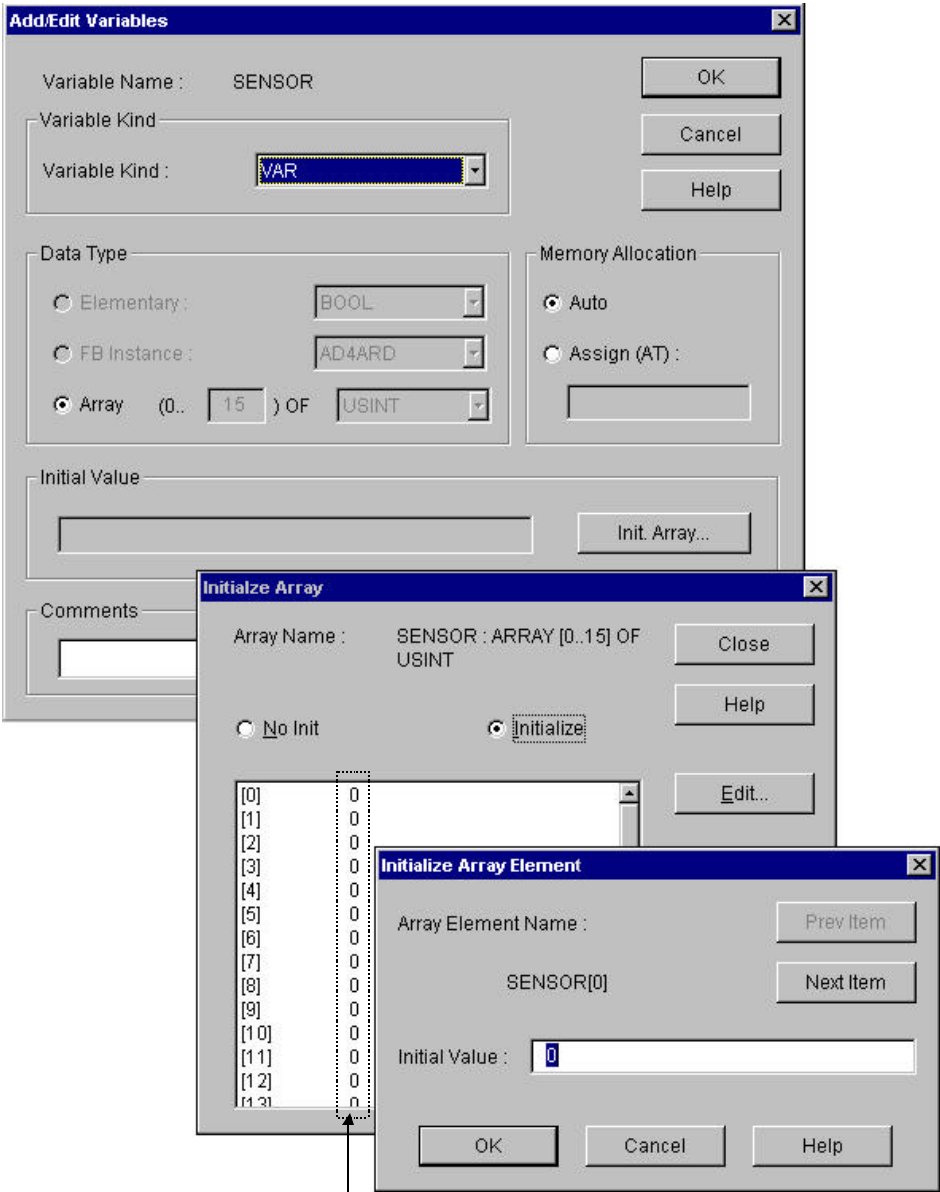 Add/Edit Variables
Variable Name : SENSOR
OK
Variable Kind
Cancel
Variable Kind : VAR
Help
Data Type
Memory Allocation
Elementary : BOOL
Auto
FB Instance : AD4ARD
Assign (AT) :
Array (0.. 15 ) OF USINT
Initial Value
Init. Array...
Comments
Initialze Array
Array Name : SENSOR : ARRAY [0..15] OF
USINT
Close
Help
No Init Initialize
Edit...
[0] 0
[1] 0
[2] 0
[3] 0
[4] 0
[5] 0
[6] 0
[7] 0
[8] 0
[9] 0
[10] 0
[11] 0
[12] 0
[13] 0
Initialize Array Element
Array Element Name :
Prev Item
SENSOR[0]
Next Item
Initial Value : 0
OK Cancel Help